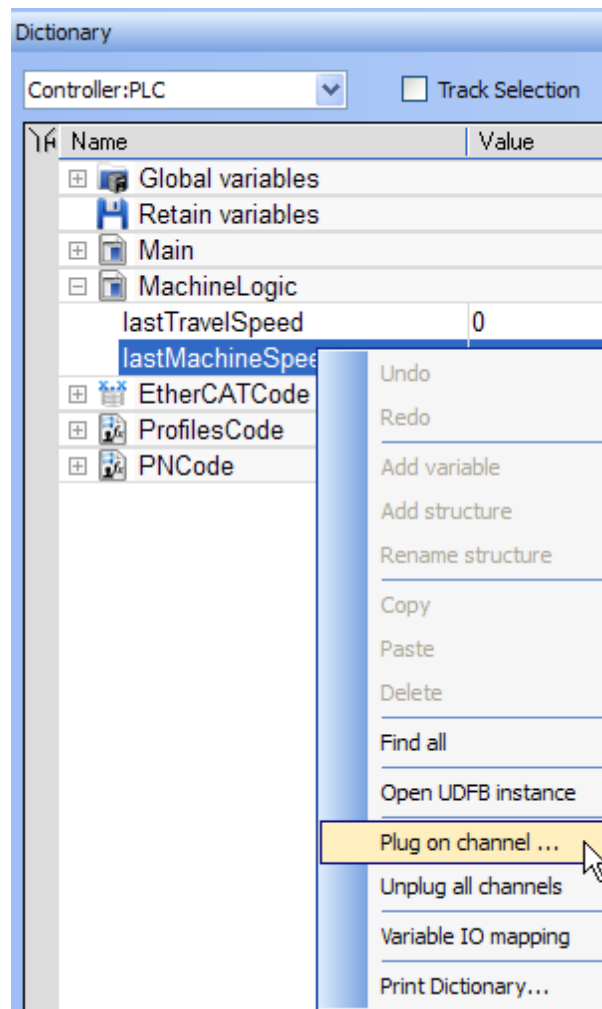 Dictionary
Controller:PLC Track Selection
Name Value
Global variables
Retain variables
Main
MachineLogic
lastTravelSpeed 0
Undo
EtherCATCode
Redo
ProfilesCode
PNCode
Add variable
Add structure
Rename structure
Copy
Paste
Delete
Find all
Open UDFB instance
Plug on channel ...
Unplug all channels
Variable IO mapping
Print Dictionary...